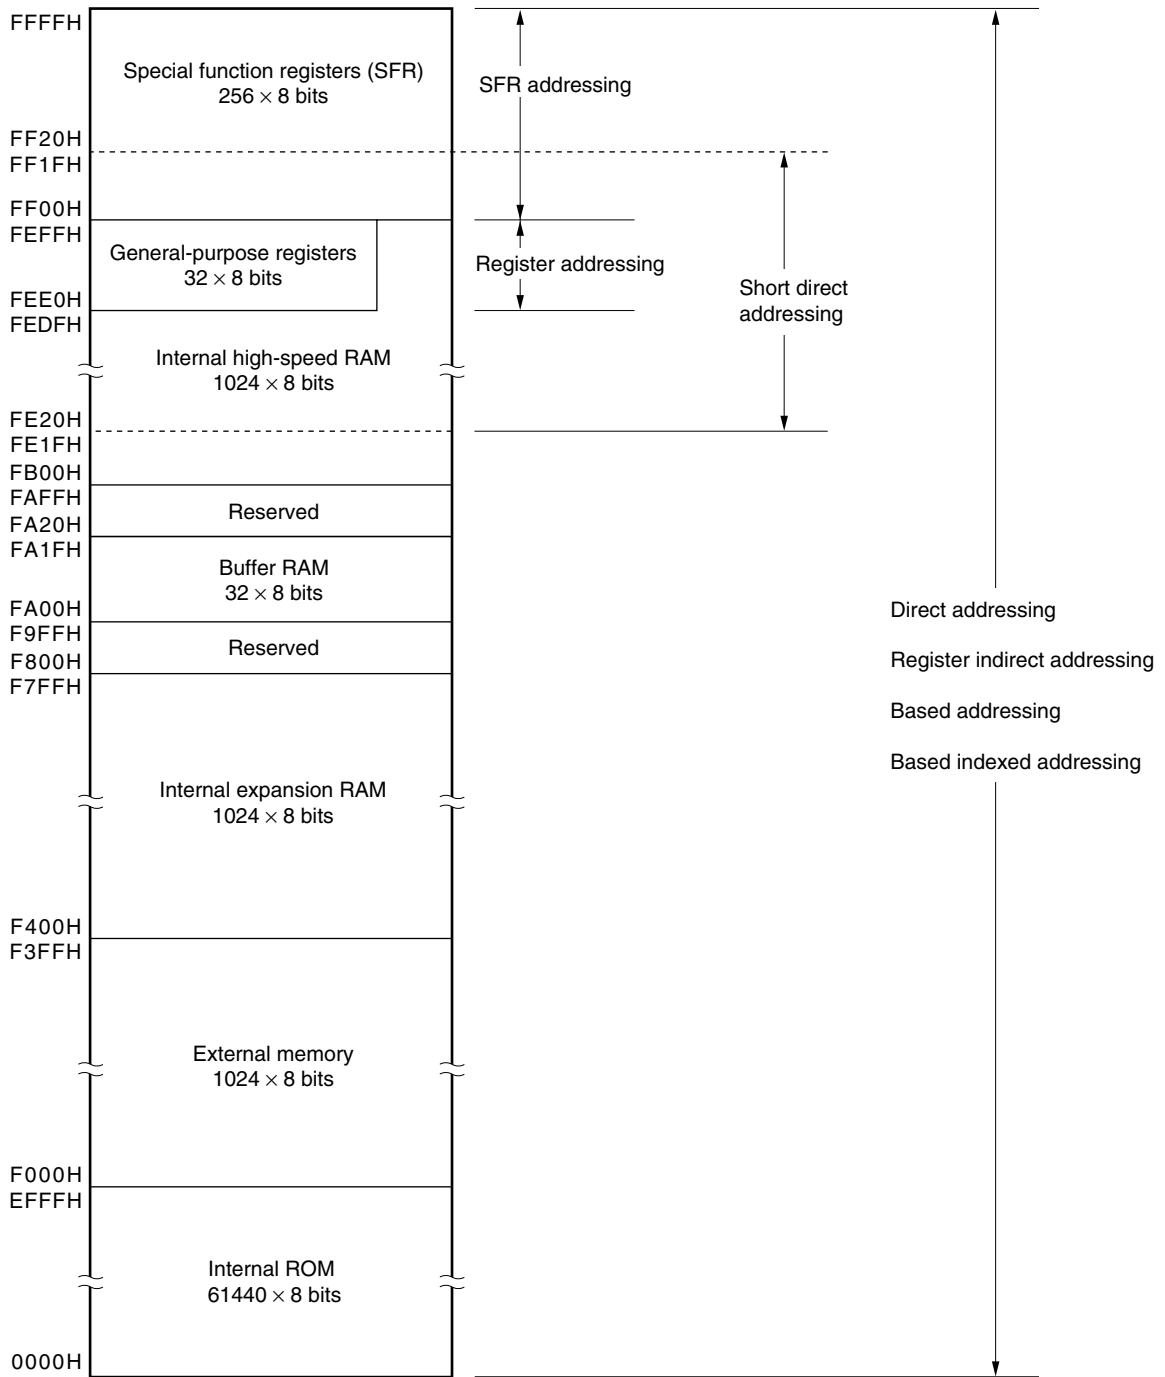 FFFFH
Special function registers (SFR)
256 × 8 bits
SFR addressing
FF20H
FF1FH
FF00H
FEFFH
General-purpose registers
32 × 8 bits
Register addressing
Short direct
addressing
FEE0H
FEDFH
Internal high-speed RAM
1024 × 8 bits
FE20H
FE1FH
FB00H
FAFFH
Reserved
FA20H
FA1FH
Buffer RAM
32 × 8 bits
FA00H
F9FFH
Reserved
F800H
F7FFH
Direct addressing
Register indirect addressing
Based addressing
Based indexed addressing
Internal expansion RAM
1024 × 8 bits
F400H
F3FFH
External memory
1024 × 8 bits
F000H
EFFFH
Internal ROM
61440 × 8 bits
0000H